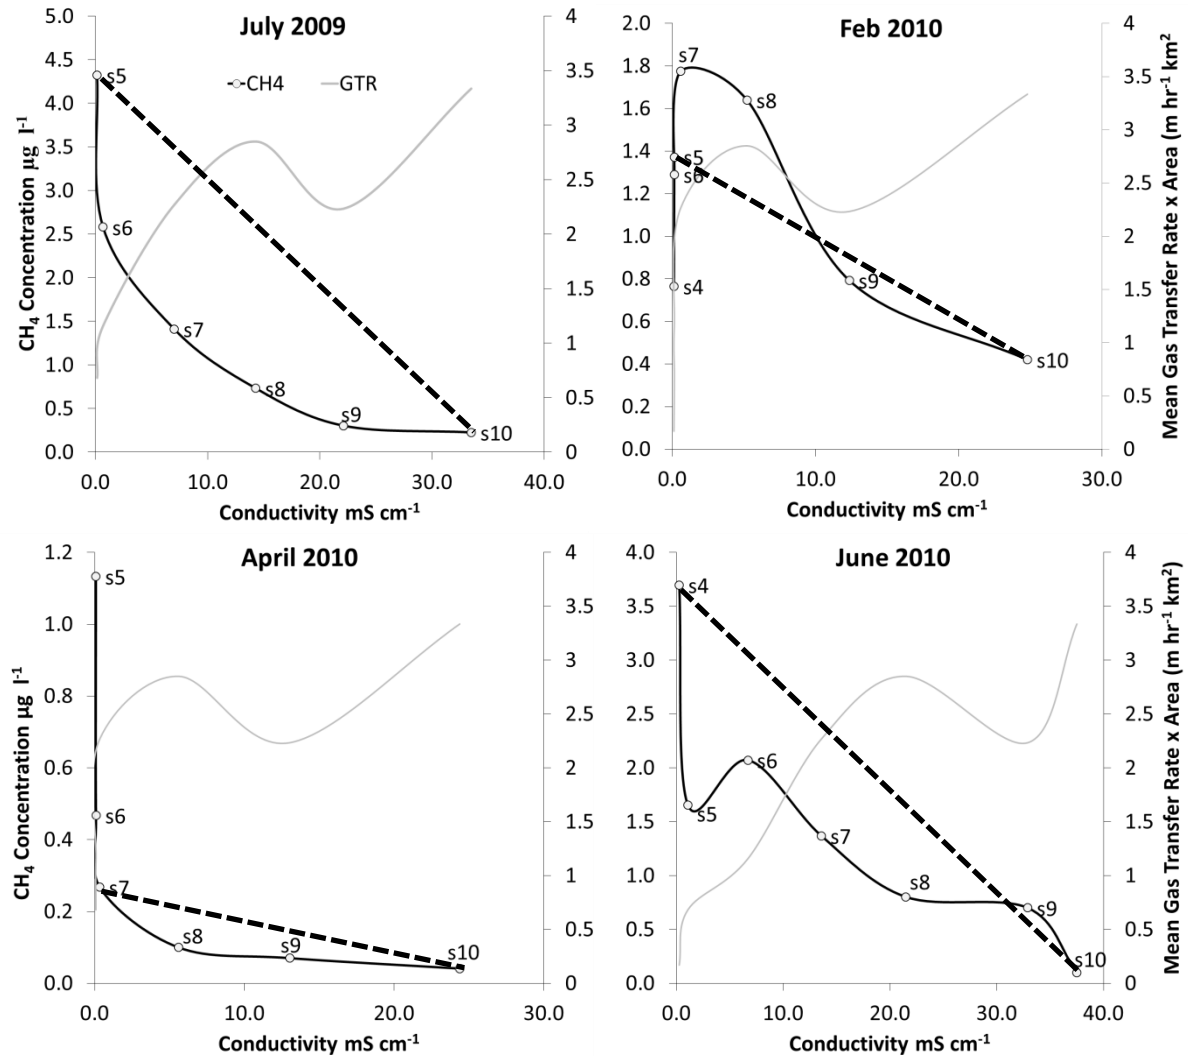 July 2009
CH4 GTR
CH₄ Concentration µg l⁻¹
5.0
4.5
4.0
3.5
3.0
2.5
2.0
1.5
1.0
0.5
0.0
s5
s6
s7
s8
s9
s10
4
3.5
3
2.5
2
1.5
1
0.5
0
0.0 10.0 20.0 30.0 40.0
Conductivity mS cm⁻¹
Feb 2010
2.0
1.8
1.6
1.4
1.2
1.0
0.8
0.6
0.4
0.2
0.0
s7
s8
s5
s6
s4
s9
s10
4
3.5
3
2.5
2
1.5
1
0.5
0
Mean Gas Transfer Rate x Area (m hr⁻¹ km²
0.0 10.0 20.0 30.0
Conductivity mS cm⁻¹
April 2010
CH₄ Concentration µg l⁻¹
1.2
1.0
0.8
0.6
0.4
0.2
0.0
s5
s6
s7
s8
s9
s10
4
3.5
3
2.5
2
1.5
1
0.5
0
0.0 10.0 20.0 30.0
Conductivity mS cm⁻¹
June 2010
4.0
3.5
3.0
2.5
2.0
1.5
1.0
0.5
0.0
s4
s5
s6
s7
s8
s9
s10
4
3.5
3
2.5
2
1.5
1
0.5
0
Mean Gas Transfer Rate x Area (m hr⁻¹ km²)
0.0 10.0 20.0 30.0 40.0
Conductivity mS cm⁻¹